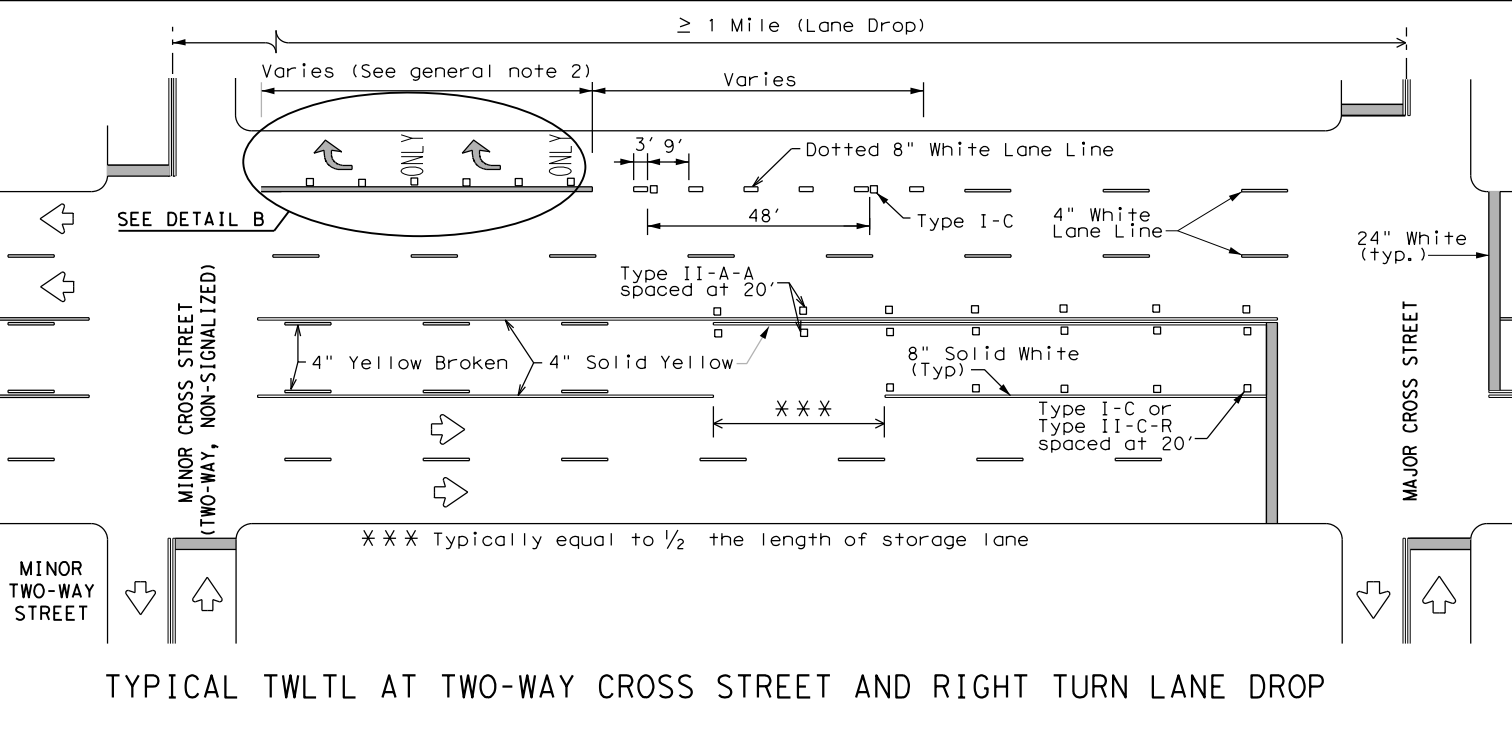 ≥ 1 Mile (Lane Drop)
Varies (See general note 2)
Varies
ONLY
ONLY
3' 9'
Dotted 8" White Lane Line
48'
Type I-C
4" White
Lane Line
24" White
(typ.)
SEE DETAIL B
Type II-A-A
spaced at 20'
MINOR CROSS STREET
(TWO-WAY, NON-SIGNALIZED)
4" Yellow Broken
4" Solid Yellow
8" Solid White
(Typ)
***
Type I-C or
Type II-C-R
spaced at 20'
MAJOR CROSS STREET
*** Typically equal to ½ the length of storage lane
MINOR
TWO-WAY
STREET
TYPICAL TWLTL AT TWO-WAY CROSS STREET AND RIGHT TURN LANE DROP